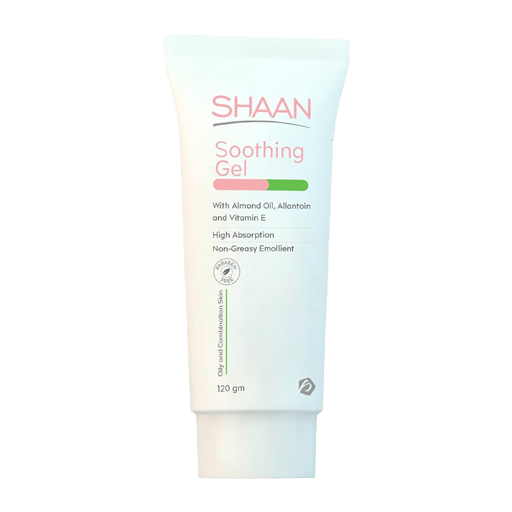 SHAAN
Soothing
Gel
With Almond Oil, Allantoin
and Vitamin E
High Absorption
Non-Greasy Emollient
PARABEN
FREE
Oily and Combination Skin
120 gm